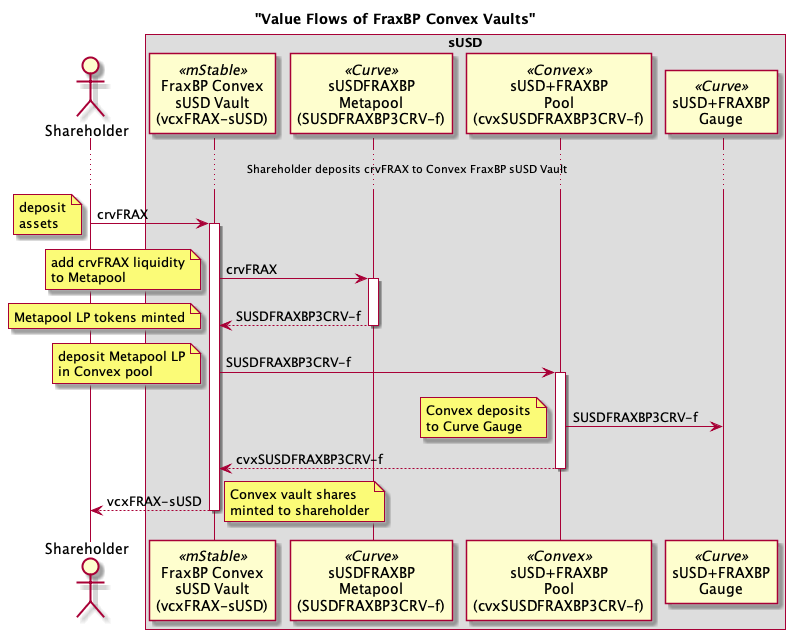 "Value Flows of FraxBP Convex Vaults"
sUSD
Shareholder
«mStable»
FraxBP Convex
sUSD Vault
(vcxFRAX-sUSD)
«Curve»
sUSDFRAXBP
Metapool
(SUSDFRAXBP3CRV-f)
«Convex»
sUSD+FRAXBP
Pool
(cvxSUSDFRAXBP3CRV-f)
«Curve»
sUSD+FRAXBP
Gauge
Shareholder deposits crvFRAX to Convex FraxBP sUSD Vault
deposit
assets
crvFRAX
add crvFRAX liquidity
to Metapool
crvFRAX
Metapool LP tokens minted
SUSDFRAXBP3CRV-f
deposit Metapool LP
in Convex pool
SUSDFRAXBP3CRV-f
Convex deposits
to Curve Gauge
SUSDFRAXBP3CRV-f
cvxSUSDFRAXBP3CRV-f
vcxFRAX-sUSD
Convex vault shares
minted to shareholder
Shareholder
«mStable»
FraxBP Convex
sUSD Vault
(vcxFRAX-sUSD)
«Curve»
sUSDFRAXBP
Metapool
(SUSDFRAXBP3CRV-f)
«Convex»
sUSD+FRAXBP
Pool
(cvxSUSDFRAXBP3CRV-f)
«Curve»
sUSD+FRAXBP
Gauge